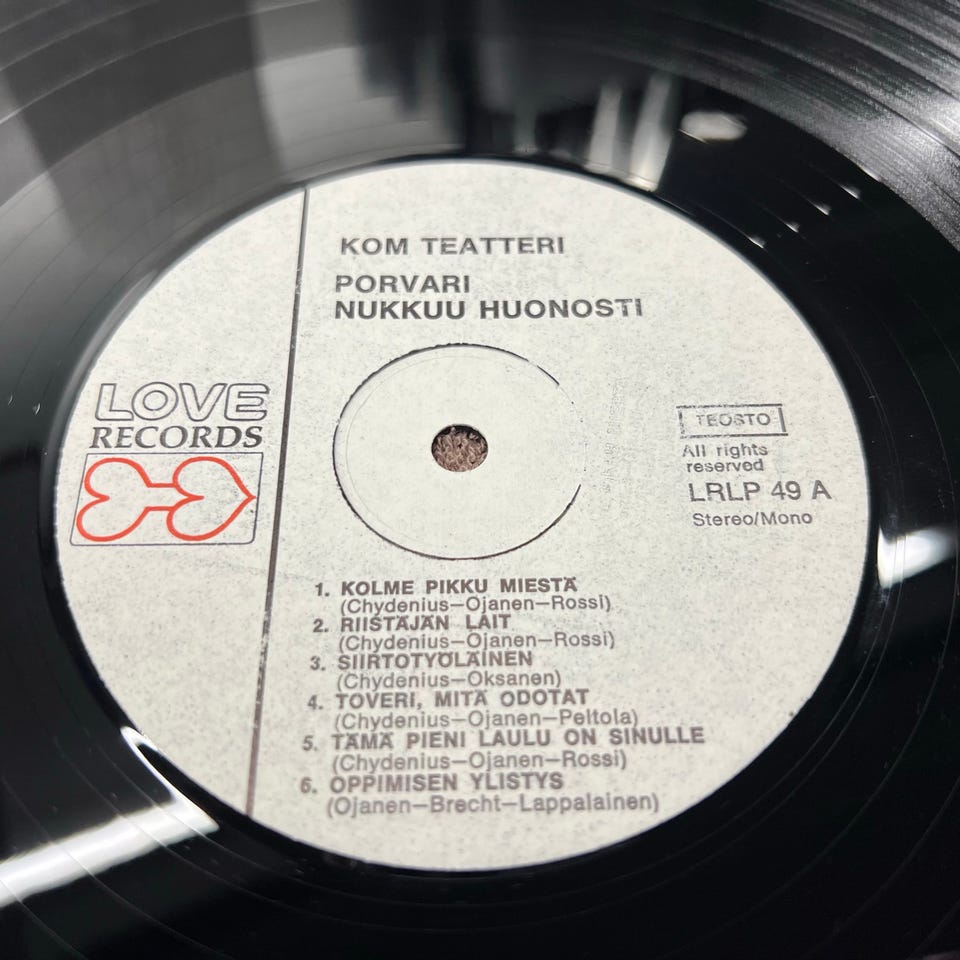 KOM TEATTERI
PORVARI
NUKKUU HUONOSTI
LOVE
RECORDS
TEOSTO
All rights
reserved
LRLP 49 A
Stereo/Mono
1. KOLME PIKKU MIESTÄ
(Chydenius—Ojanen—Rossi)
2. RIISTÄJÄN LAIT
(Chydenius—Ojanen—Rossi)
3. SIIRTOTYÖLÄINEN
(Chydenius—Oksanen)
4. TOVERI, MITÄ ODOTAT
(Chydenius—Ojanen—Peltola)
5. TÄMÄ PIENI LAULU ON SINULLE
(Chydenius—Ojanen—Rossi)
6. OPPIMISEN YLISTYS
(Ojanen—Brecht—Lappalainen)